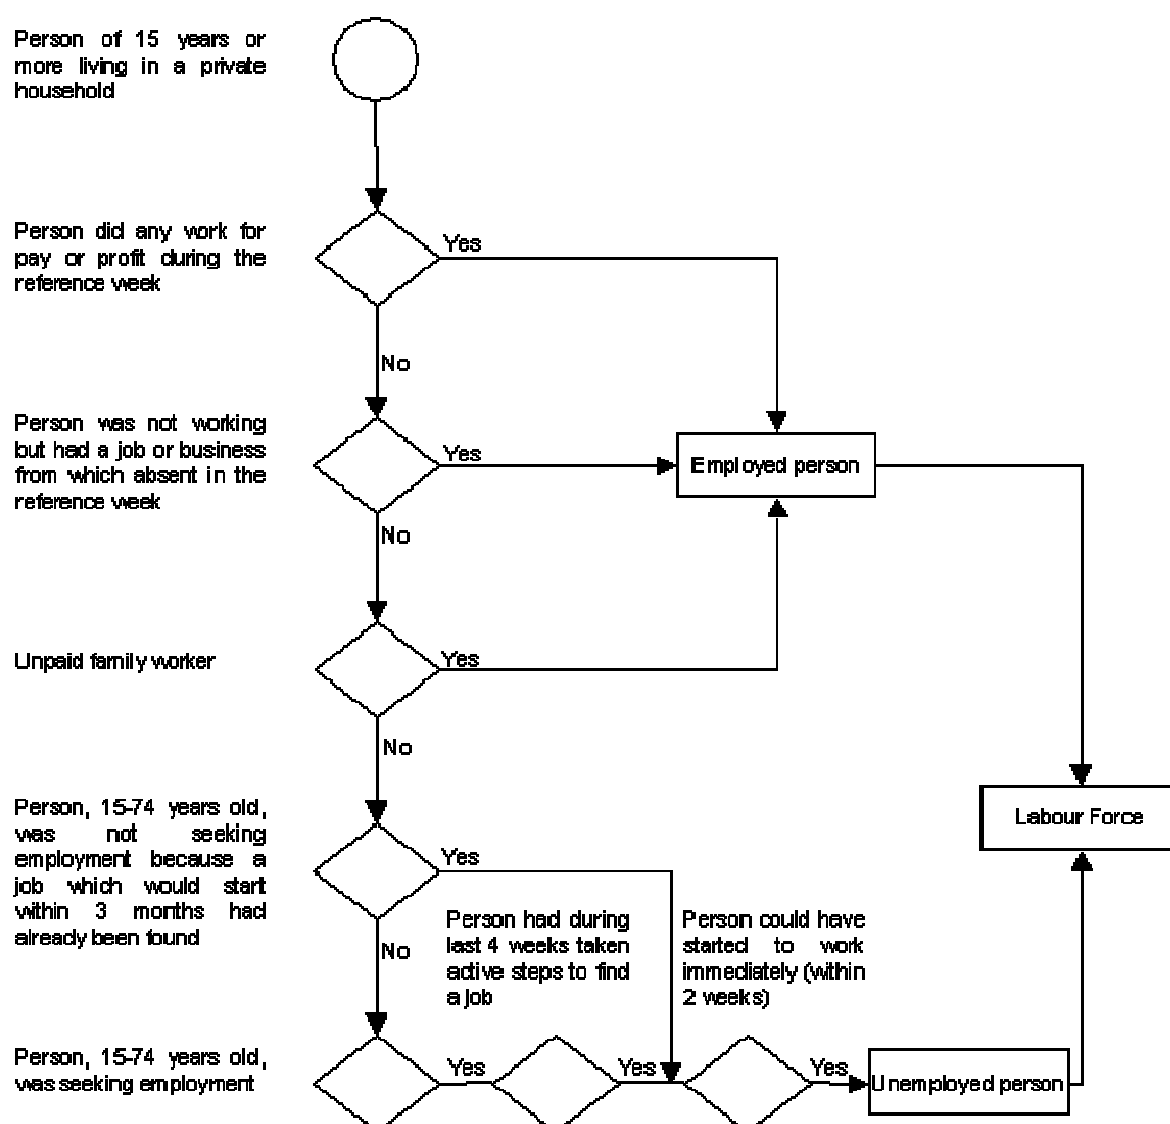 Person of 15 years or
more living in a private
household
Person did any work for
pay or profit during the
reference week
Yes
No
Person was not working
but had a job or business
from which absent in the
reference week
Yes
Employed person
No
Unpaid family worker
Yes
No
Person, 15-74 years old,
was not seeking
employment because a
job which would start
within 3 months had
already been found
Yes
Labour Force
No
Person had during
last 4 weeks taken
active steps to find
a job
Person could have
started to work
immediately (within
2 weeks)
Person, 15-74 years old,
was seeking employment
Yes
Yes
Yes
Unemployed person